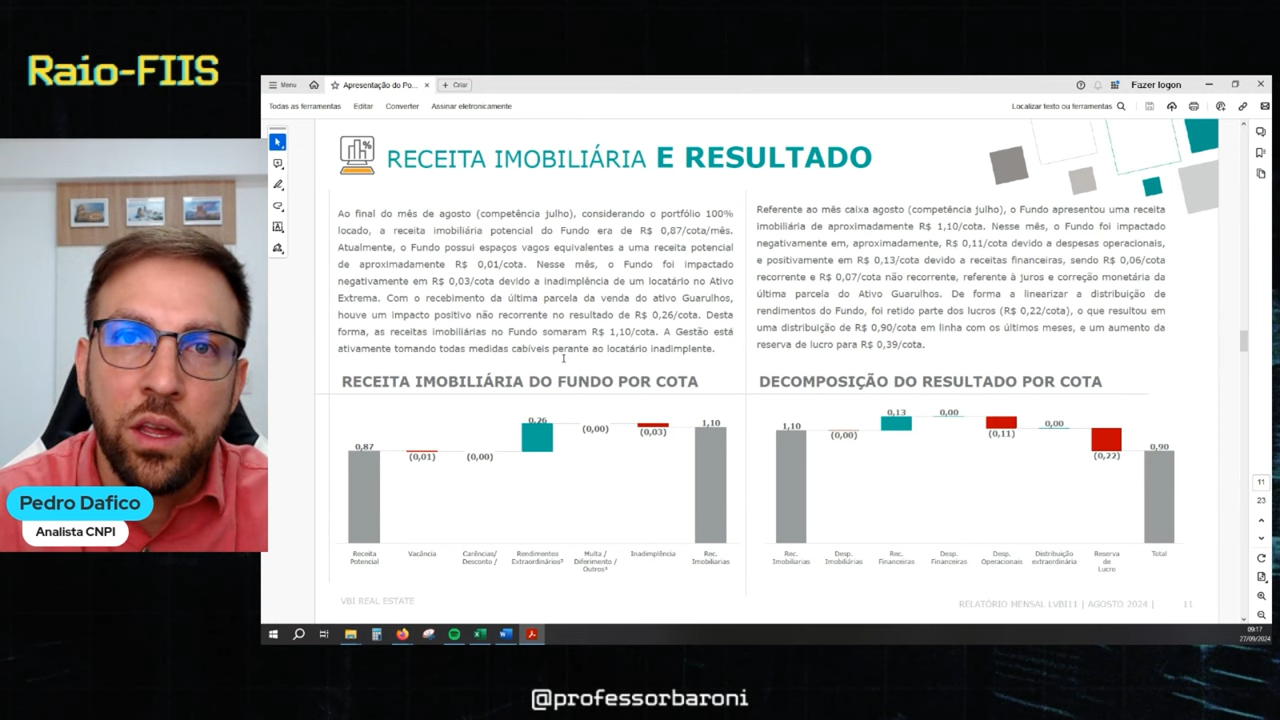 Raio-FIIS
Menu
Apresentação do Po...
Criar
Fazer logon
Todas as ferramentas
Editar
Converter
Assinar eletronicamente
Localizar texto ou ferramentas
RECEITA IMOBILIÁRIA E RESULTADO
Ao final do mês de agosto (competência julho), considerando o portfólio 100%
locado, a receita imobiliária potencial do Fundo era de R$ 0,87/cota/mês.
Atualmente, o Fundo possui espaços vagos equivalentes a uma receita potencial
de aproximadamente R$ 0,01/cota. Nesse mês, o Fundo foi impactado
negativamente em R$ 0,03/cota devido a inadimplência de um locatário no Ativo
Extrema. Com o recebimento da última parcela da venda do ativo Guarulhos,
houve um impacto positivo não recorrente no resultado de R$ 0,26/cota. Desta
forma, as receitas imobiliárias no Fundo somaram R$ 1,10/cota. A Gestão está
ativamente tomando todas medidas cabíveis perante ao locatário inadimplente.
Referente ao mês caixa agosto (competência julho), o Fundo apresentou uma receita
imobiliária de aproximadamente R$ 1,10/cota. Nesse mês, o Fundo foi impactado
negativamente em, aproximadamente, R$ 0,11/cota devido a despesas operacionais,
e positivamente em R$ 0,13/cota devido a receitas financeiras, sendo R$ 0,06/cota
recorrente e R$ 0,07/cota não recorrente, referente à juros e correção monetária da
última parcela do Ativo Guarulhos. De forma a linearizar a distribuição de
rendimentos do Fundo, foi retido parte dos lucros (R$ 0,22/cota), o que resultou em
uma distribuição de R$ 0,90/cota em linha com os últimos meses, e um aumento da
reserva de lucro para R$ 0,39/cota.
RECEITA IMOBILIÁRIA DO FUNDO POR COTA
0,87
(0,01)
(0,00)
0,26
(0,00)
(0,03)
1,10
Receita
Potencial
Vacância
Carências/
Desconto /
Rendimentos
Extraordinários³
Multa /
Diferimento /
Outros⁴
Inadimplência
Rec.
Imobiliarias
DECOMPOSIÇÃO DO RESULTADO POR COTA
1,10
(0,00)
0,13
0,00
(0,11)
0,00
(0,22)
0,90
Rec.
Imobiliarias
Desp.
Imobiliárias
Rec.
Financeiras
Desp.
Financeiras
Desp.
Operacionais
Distribuição
extraordinária
Reserva
de
Lucro
Total
VBI REAL ESTATE
RELATÓRIO MENSAL LVBI11 | AGOSTO 2024 | 11
11
23
Pedro Dafico
Analista CNPI
09:17
27/09/2024
@professorbaroni